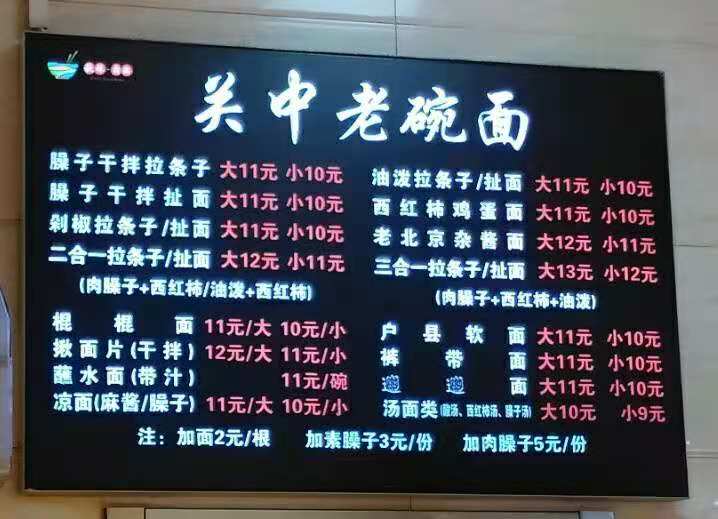 关中老碗面
臊子干拌拉条子 大11元 小10元
臊子干拌扯面 大11元 小10元
剁椒拉条子/扯面 大11元 小10元
二合一拉条子/扯面 大12元 小11元
(肉臊子+西红柿/油泼+西红柿)
油泼拉条子/扯面 大11元 小10元
西红柿鸡蛋面 大11元 小10元
老北京杂酱面 大12元 小11元
三合一拉条子/扯面 大13元 小12元
(肉臊子+西红柿+油泼)
棍棍面 11元/大 10元/小
揪面片(干拌) 12元/大 11元/小
蘸水面(带汁) 11元/碗
凉面(麻酱/臊子) 11元/大 10元/小
户县软面 大11元 小10元
裤带面 大11元 小10元
面 大11元 小10元
汤面类(酸汤、西红柿汤、臊子汤) 大10元 小9元
注：加面2元/根 加素臊子3元/份 加肉臊子5元/份